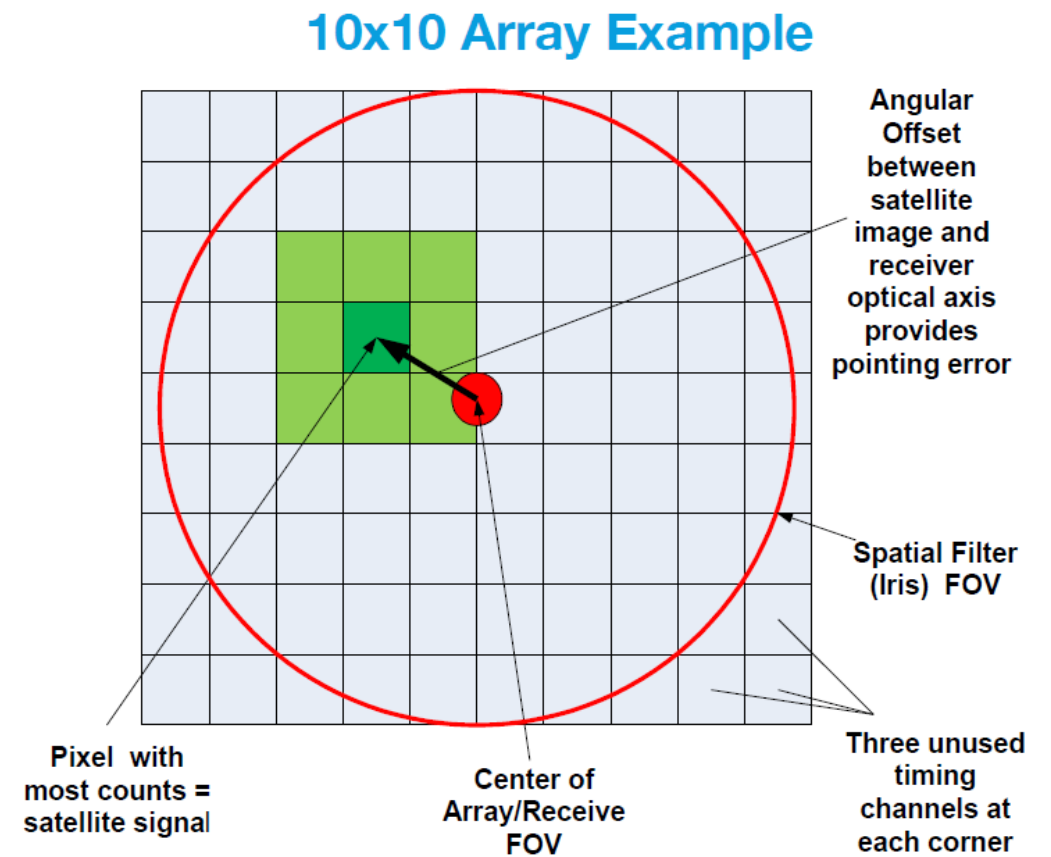 10x10 Array Example
Angular
Offset
between
satellite
image and
receiver
optical axis
provides
pointing error
Spatial Filter
(Iris) FOV
Pixel with
most counts =
satellite signal
Center of
Array/Receive
FOV
Three unused
timing
channels at
each corner